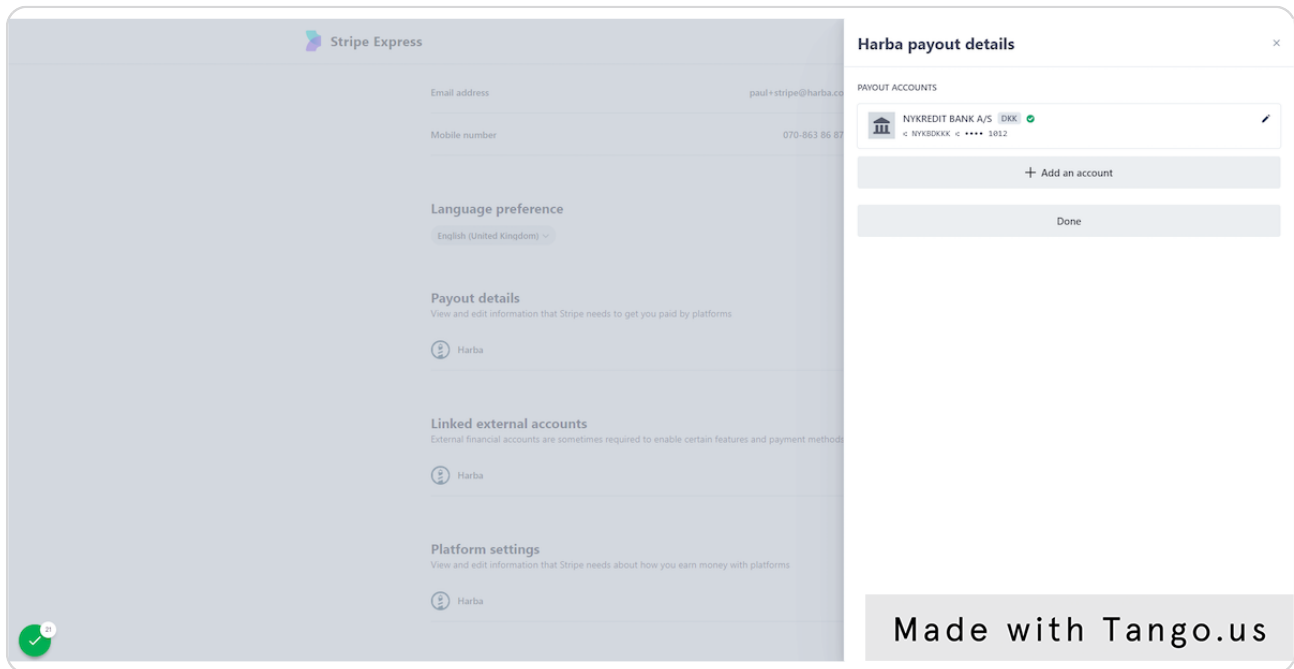 Stripe Express
Email address
paul+stripe@harba.co
Mobile number
070-863 86 87
Language preference
English (United Kingdom)
Payout details
View and edit information that Stripe needs to get you paid by platforms
Harba
Linked external accounts
External financial accounts are sometimes required to enable certain features and payment methods
Harba
Platform settings
View and edit information that Stripe needs about how you earn money with platforms
Harba
21
Harba payout details
PAYOUT ACCOUNTS
NYKREDIT BANK A/S DKK
< NYKBDKKK < •••• 1012
+ Add an account
Done
Made with Tango.us